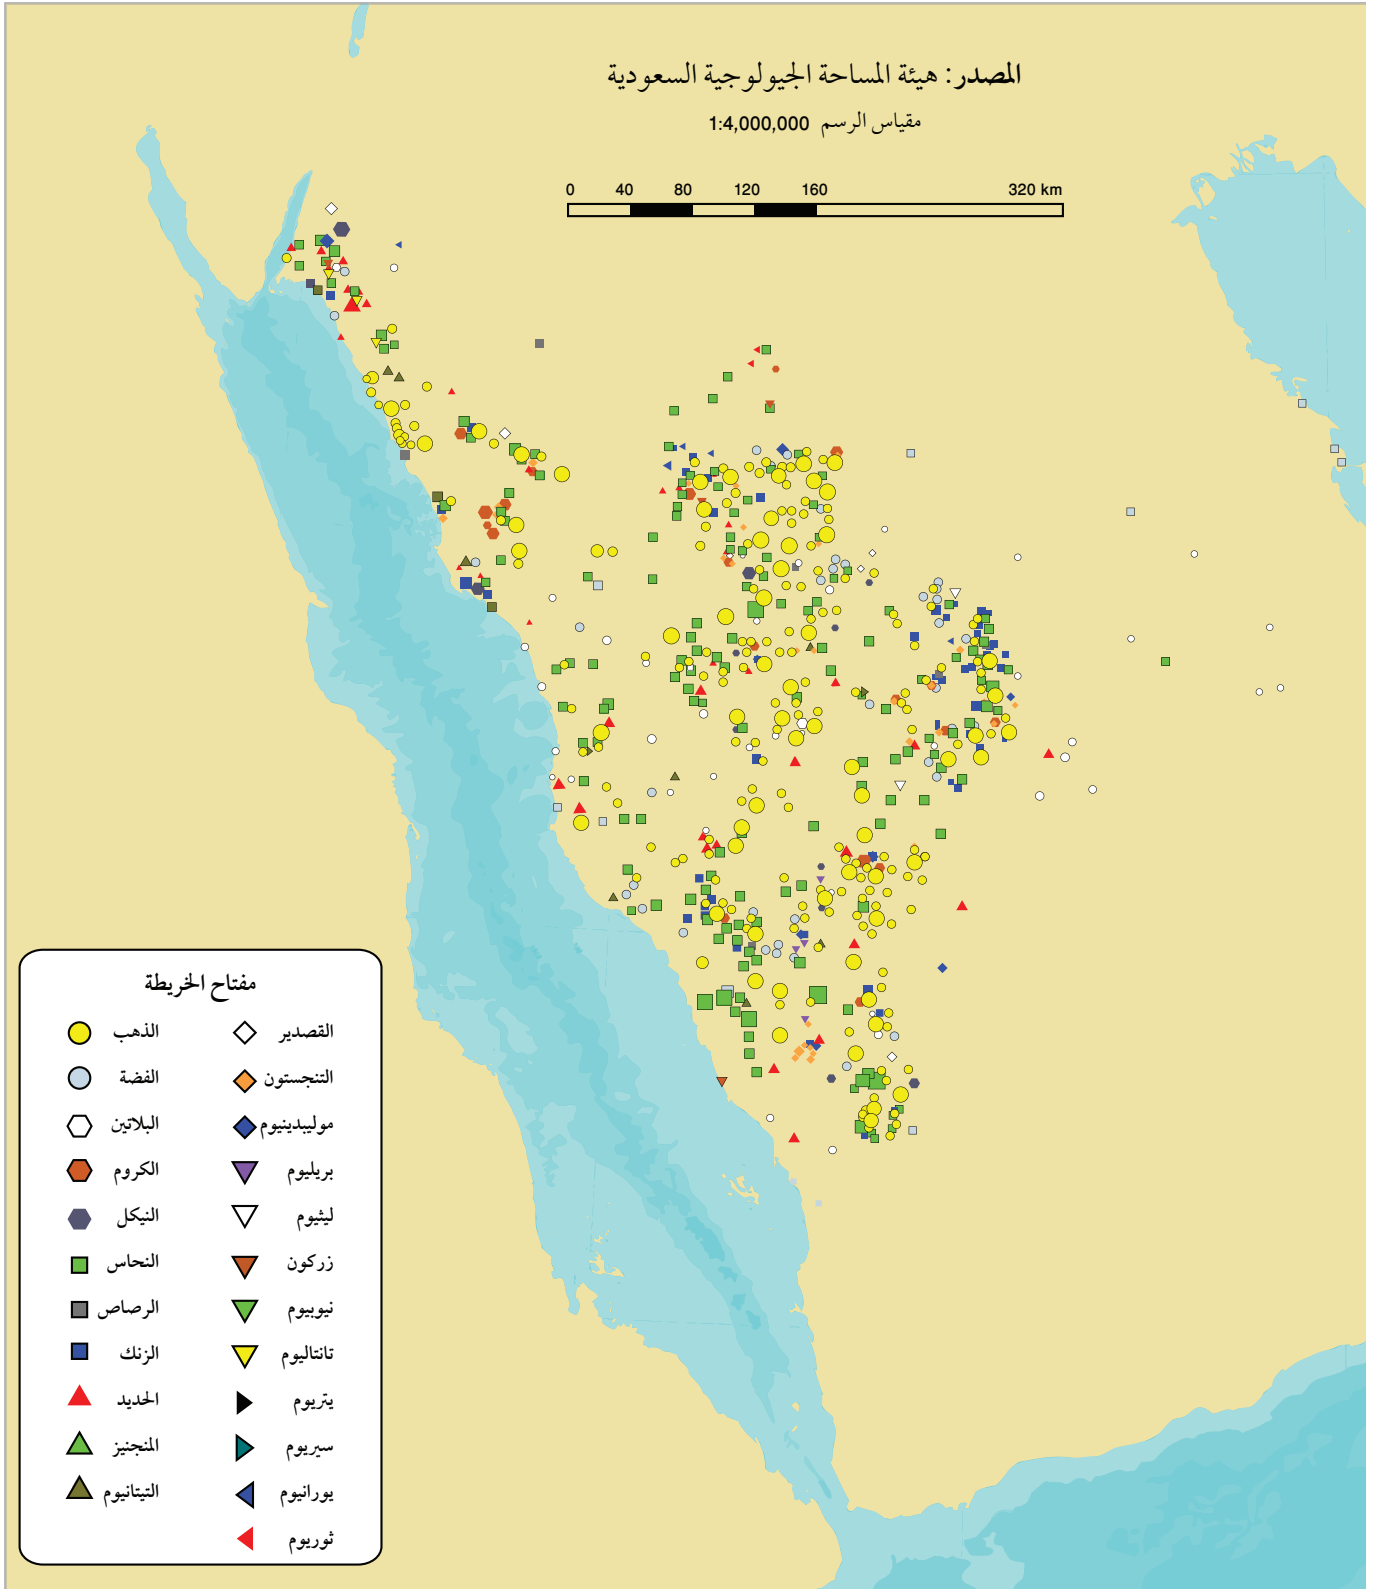 المصدر: هيئة المساحة الجيولوجية السعودية
مقياس الرسم 1:4,000,000
0 40 80 120 160 320 km
مفتاح الخريطة
القصدير
الذهب
التنجستون
الفضة
موليبدينيوم
البلاتين
بريليوم
الكروم
ليثيوم
النيكل
زركون
النحاس
نيوبيوم
الرصاص
تانتاليوم
الزنك
يتريوم
الحديد
سيريوم
المنجنيز
يورانيوم
التيتانيوم
ثوريوم